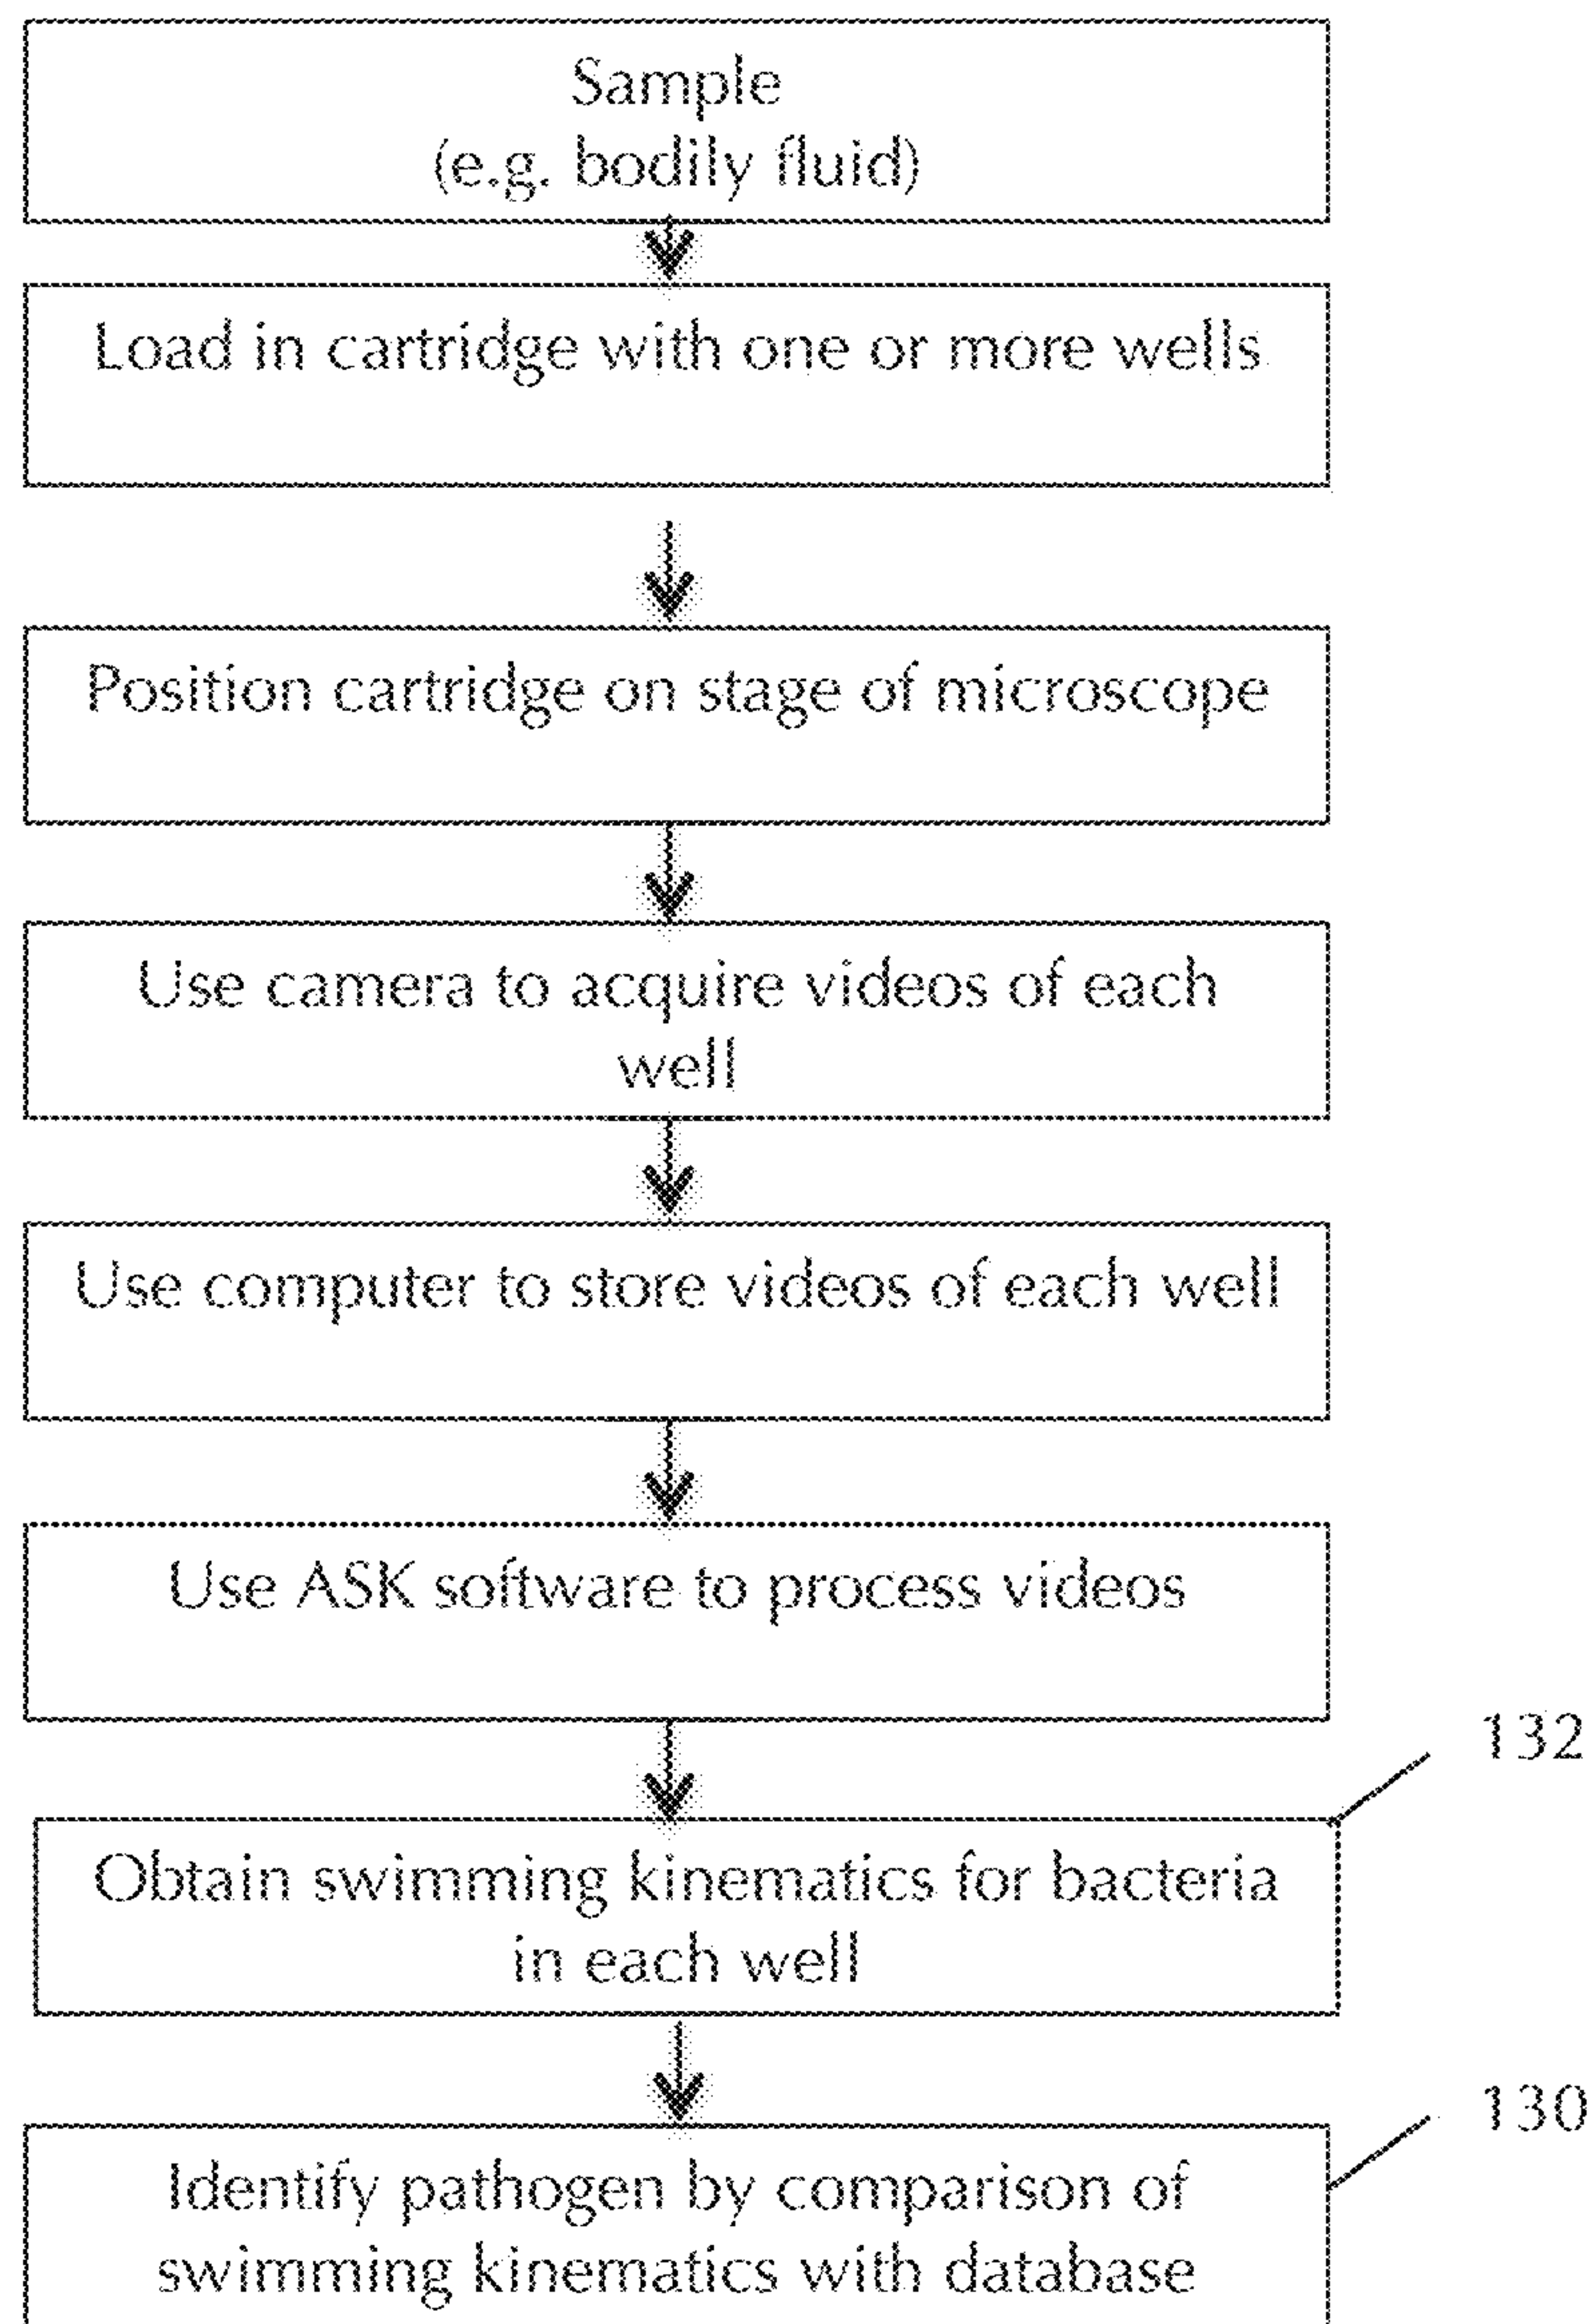 Sample
(e.g. bodily fluid)
Load in cartridge with one or more wells
Position cartridge on stage of microscope
Use camera to acquire videos of each
well
Use computer to store videos of each well
Use ASK software to process videos
132
Obtain swimming kinematics for bacteria
in each well
130
Identify pathogen by comparison of
swimming kinematics with database